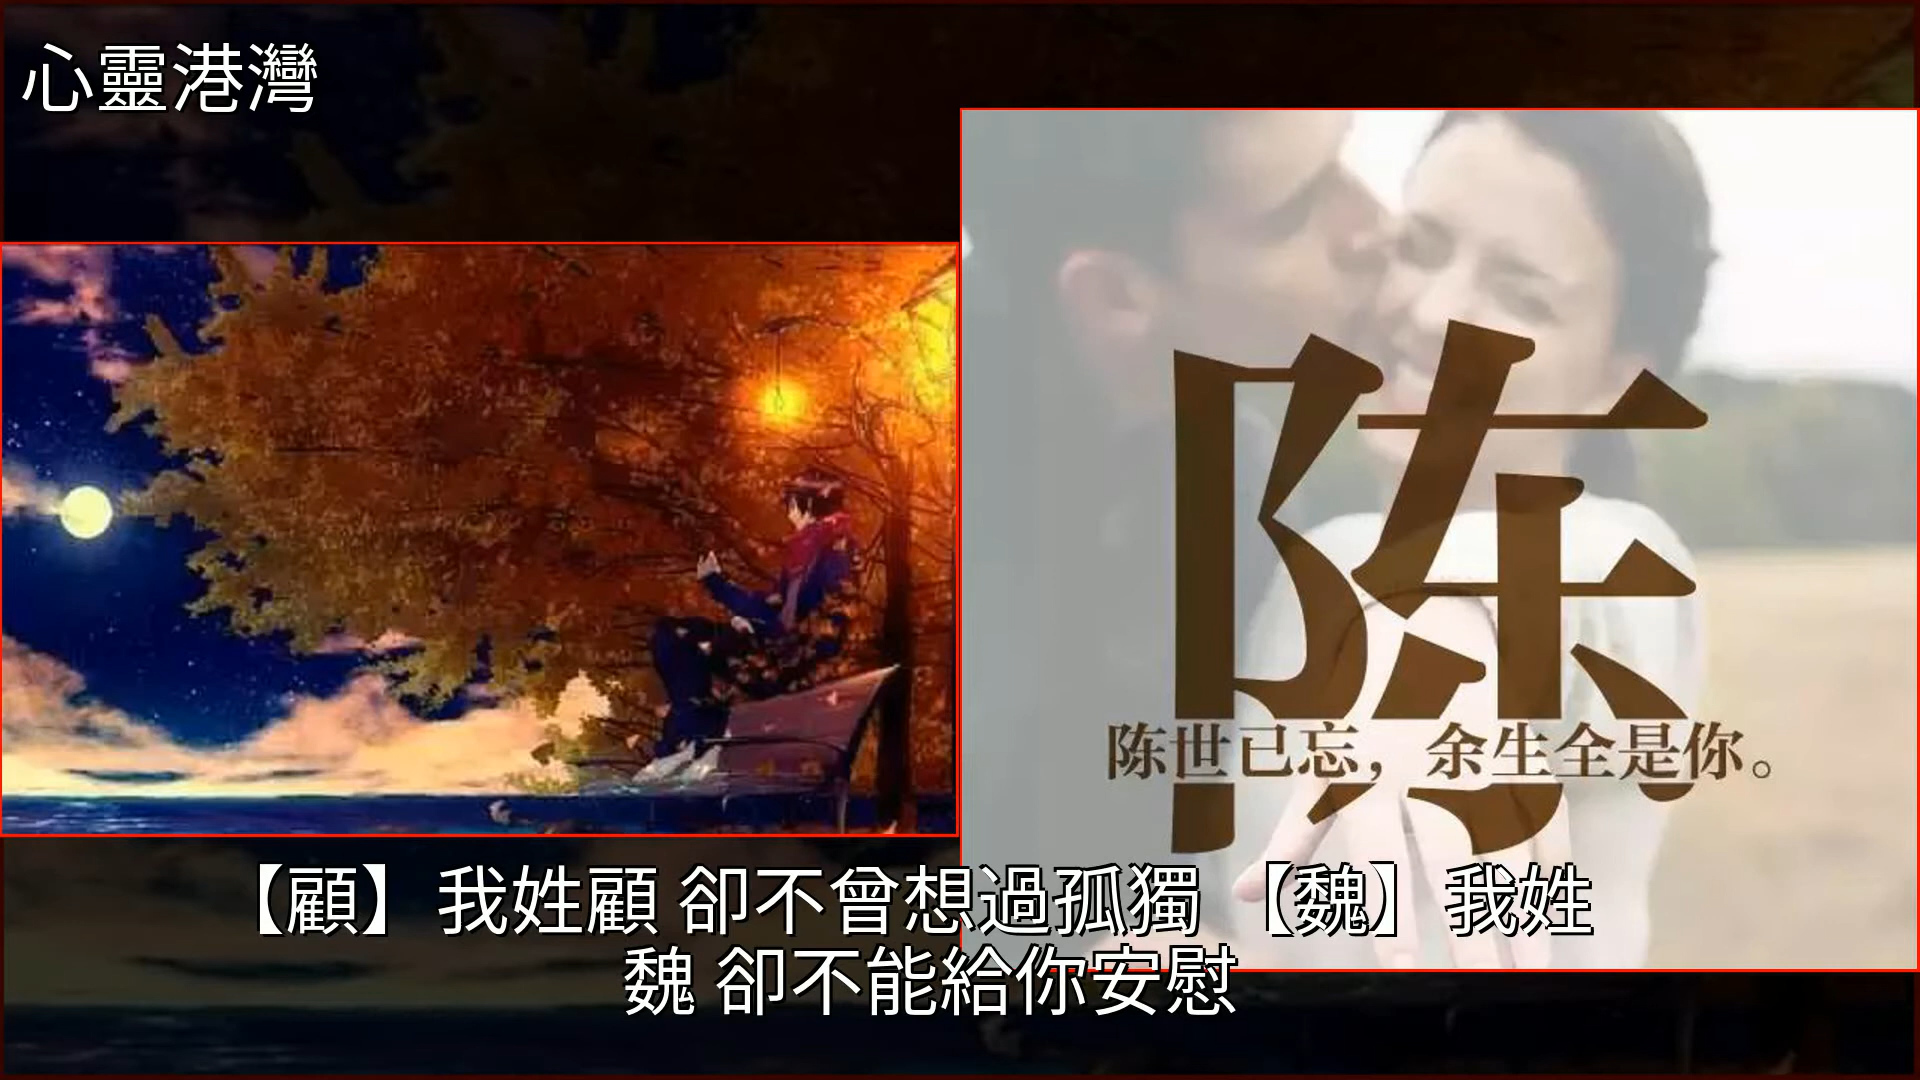 心靈港灣
陈
陈世已忘，余生全是你。
【顧】我姓顧 卻不曾想過孤獨 【魏】我姓
魏 卻不能給你安慰